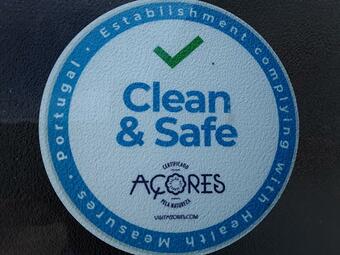 Portugal · Establishment complying with Health Measures ·
Clean
& Safe
CERTIFICADO
AÇORES
PELA NATUREZA
VISITAZORES.COM